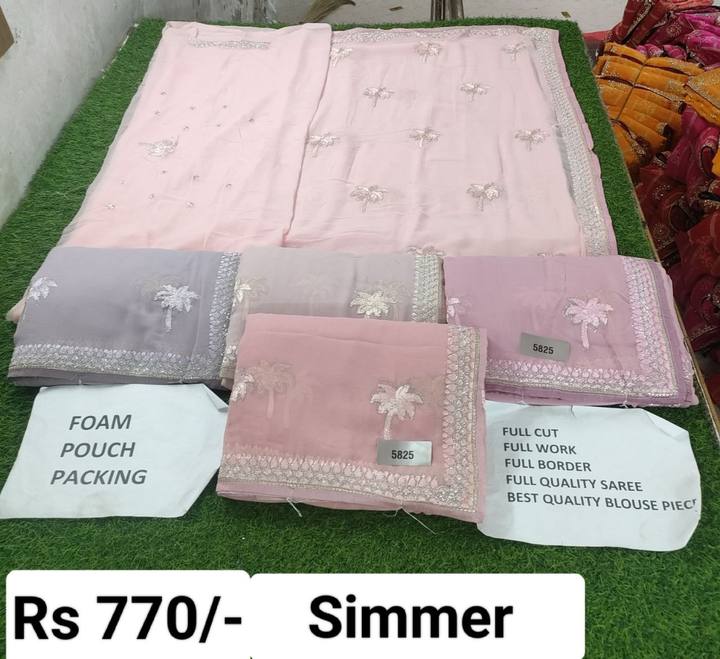 5825
5825
FOAM
POUCH
PACKING
FULL CUT
FULL WORK
FULL BORDER
FULL QUALITY SAREE
BEST QUALITY BLOUSE PIEC
Rs 770/- Simmer